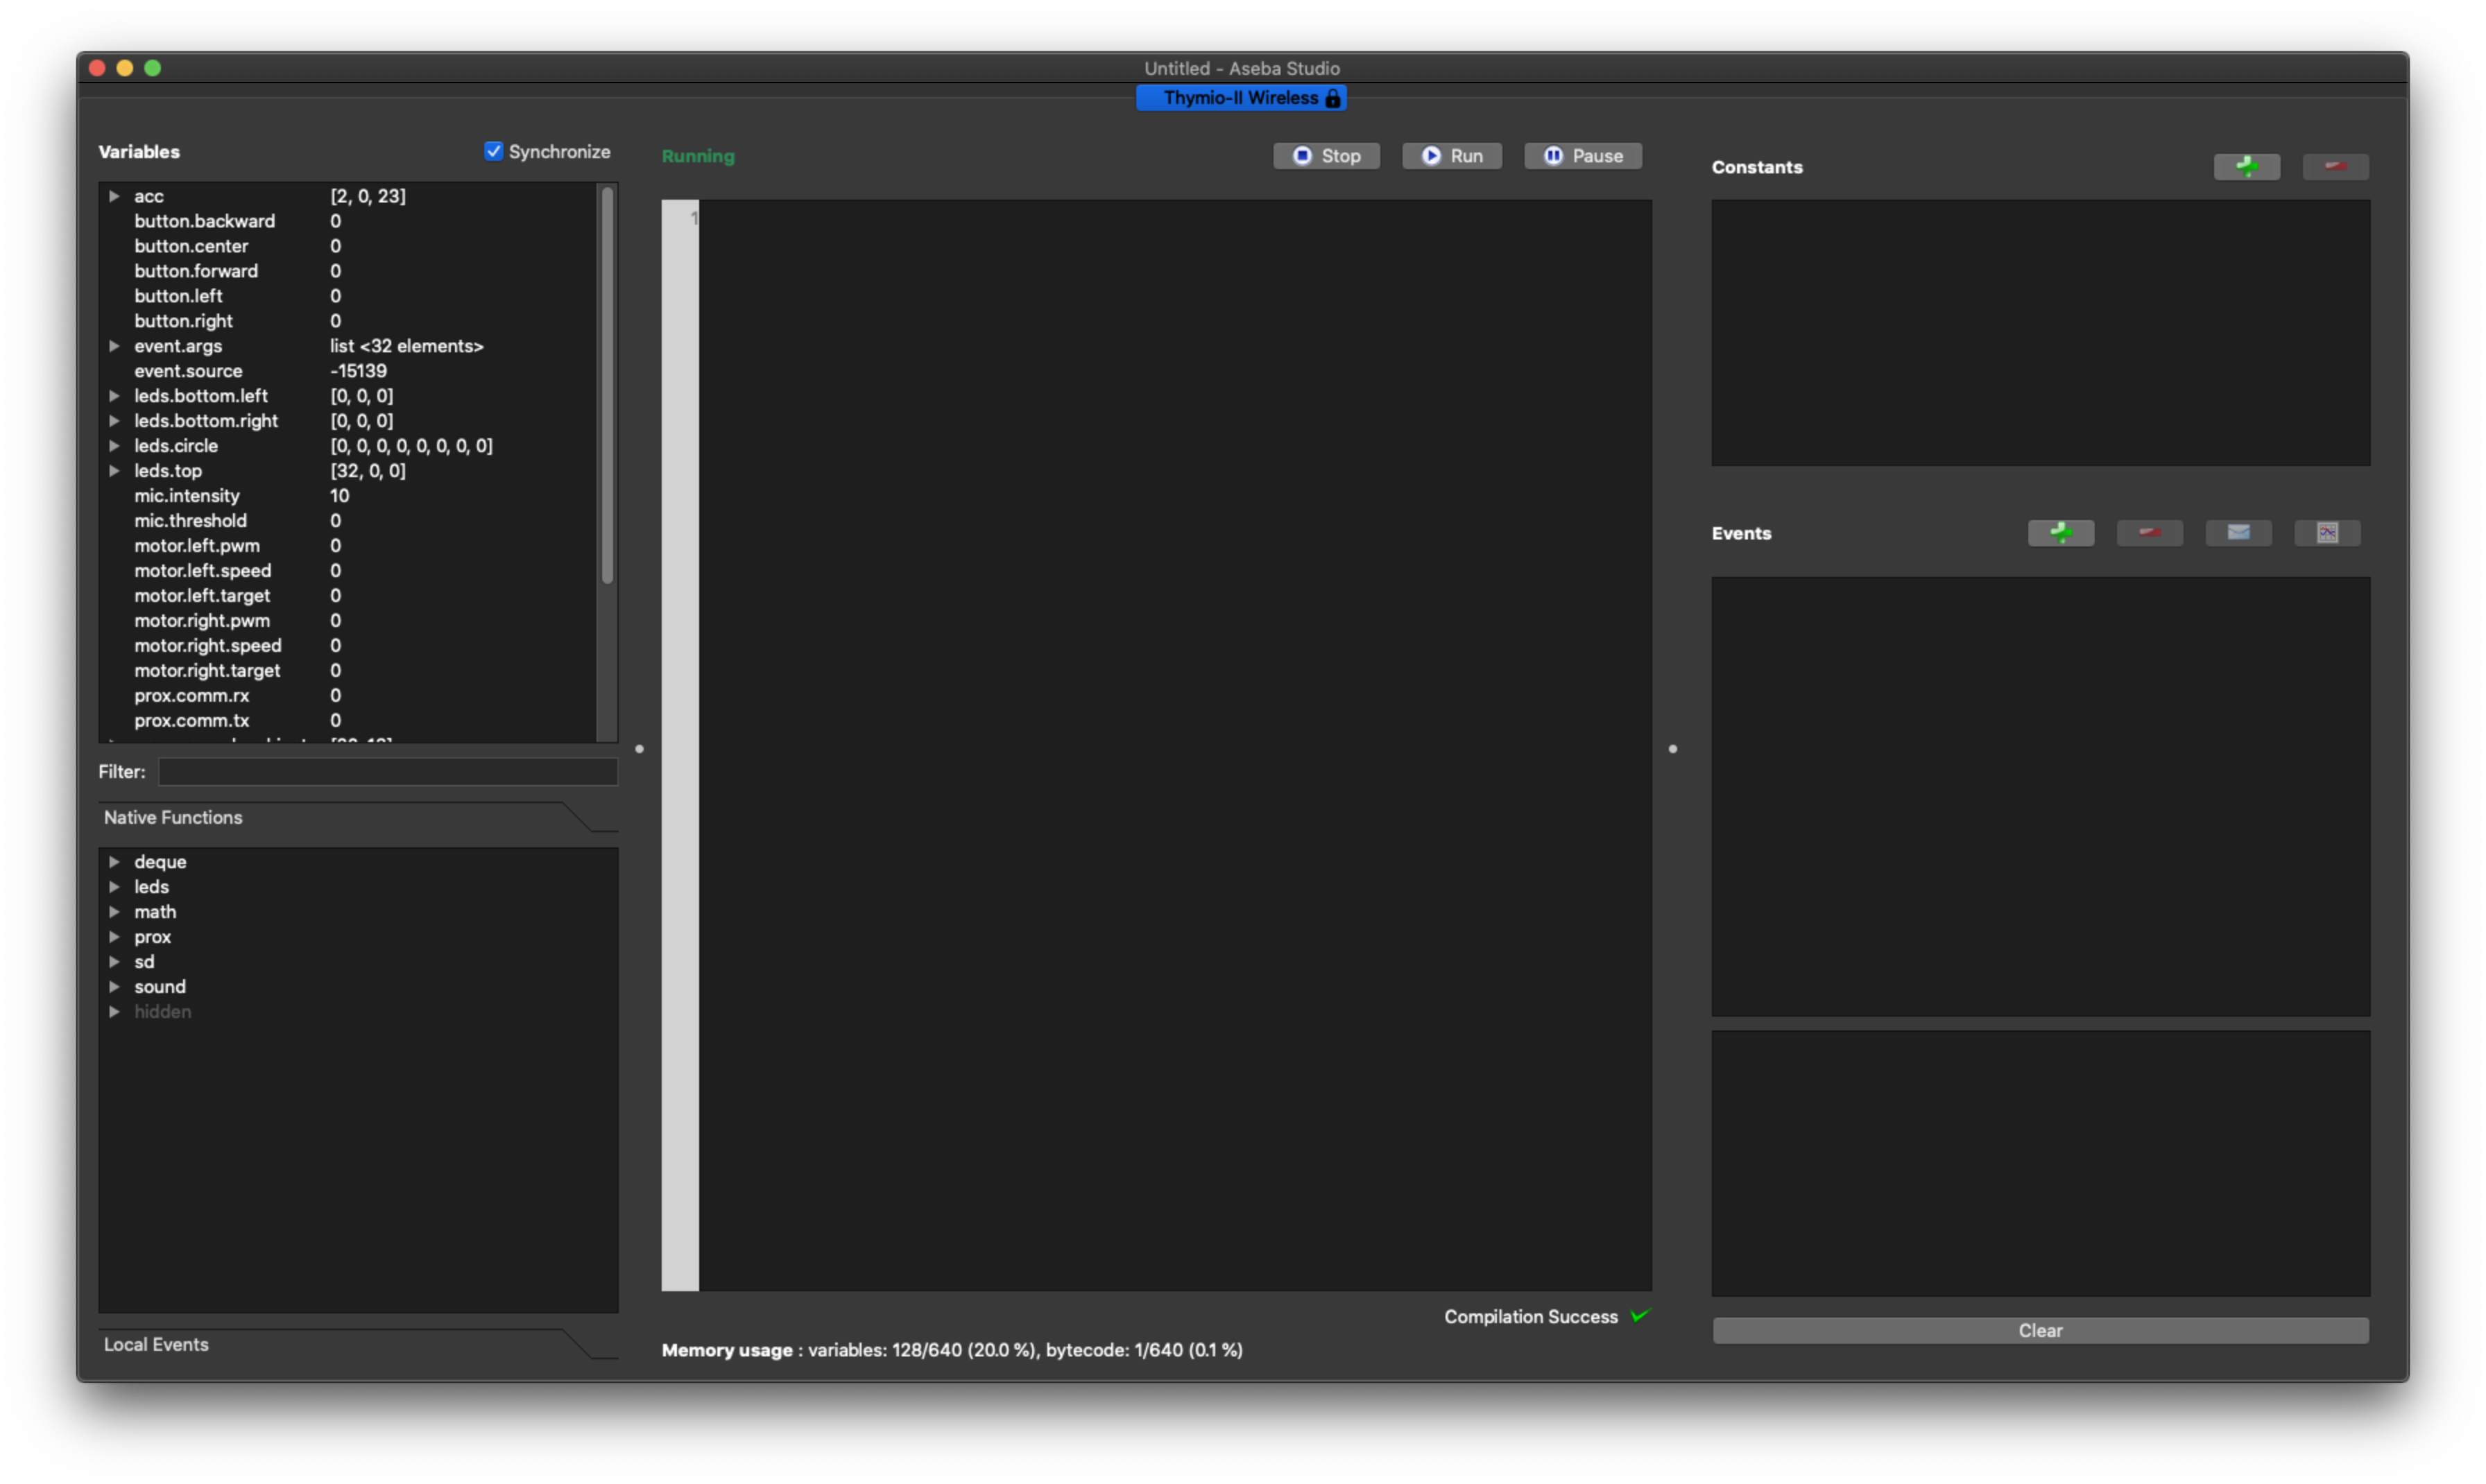 Untitled - Aseba Studio
Thymio-II Wireless
Variables
Synchronize
acc [2, 0, 23]
button.backward 0
button.center 0
button.forward 0
button.left 0
button.right 0
event.args list <32 elements>
event.source -15139
leds.bottom.left [0, 0, 0]
leds.bottom.right [0, 0, 0]
leds.circle [0, 0, 0, 0, 0, 0, 0, 0]
leds.top [32, 0, 0]
mic.intensity 10
mic.threshold 0
motor.left.pwm 0
motor.left.speed 0
motor.left.target 0
motor.right.pwm 0
motor.right.speed 0
motor.right.target 0
prox.comm.rx 0
prox.comm.tx 0
Filter:
Native Functions
deque
leds
math
prox
sd
sound
hidden
Local Events
Running
Stop Run Pause
1
Compilation Success
Memory usage : variables: 128/640 (20.0 %), bytecode: 1/640 (0.1 %)
Constants
Events
Clear